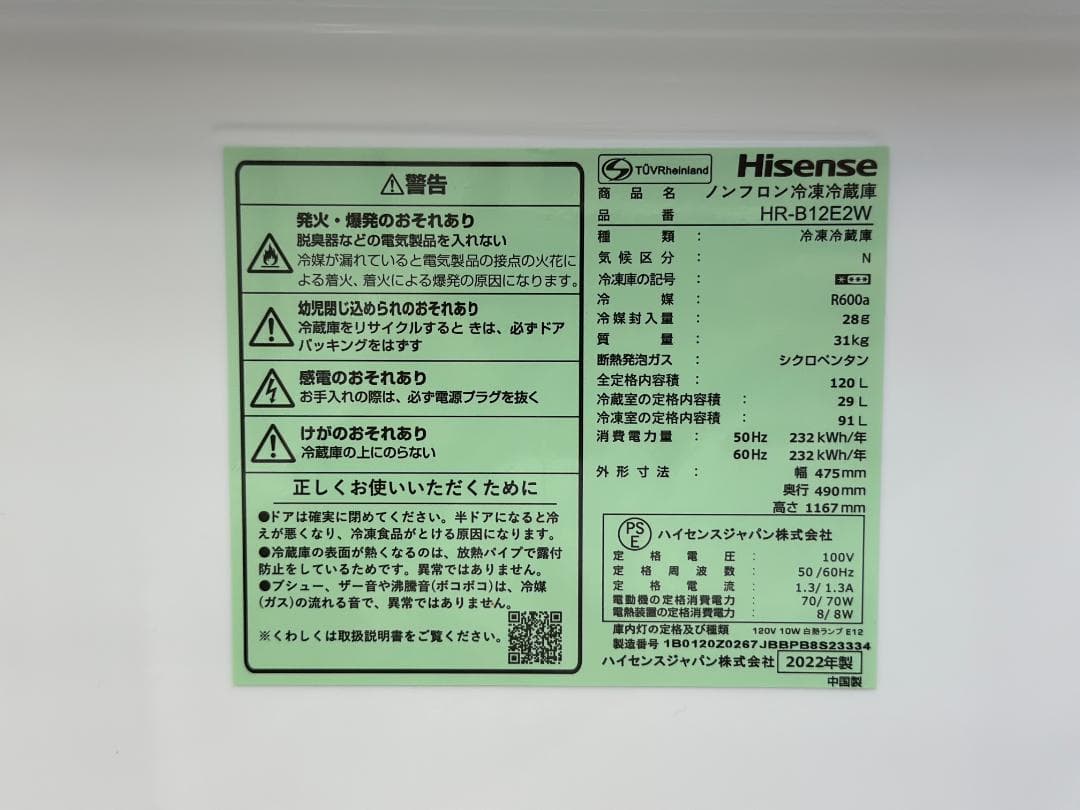 警告
発火・爆発のおそれあり
脱臭器などの電気製品を入れない
冷媒が漏れていると電気製品の接点の火花に
よる着火、着火による爆発の原因になります。
幼児閉じ込められのおそれあり
冷蔵庫をリサイクルすると きは、必ずドア
パッキングをはずす
感電のおそれあり
お手入れの際は、必ず電源プラグを抜く
けがのおそれあり
冷蔵庫の上にのらない
正しくお使いいただくために
●ドアは確実に閉めてください。半ドアになると冷
えが悪くなり、冷凍食品がとける原因になります。
●冷蔵庫の表面が熱くなるのは、放熱パイプで露付
防止をしているためです。異常ではありません。
●ブシュー、ザー音や沸騰音(ボコボコ)は、冷媒
(ガス)の流れる音で、異常ではありません。
※くわしくは取扱説明書をご覧ください。
TÜVRheinland
Hisense
商品名 ノンフロン冷凍冷蔵庫
品番 HR-B12E2W
種類 : 冷凍冷蔵庫
気候区分 : N
冷凍庫の記号 : ****
冷媒 : R600a
冷媒封入量 : 28g
質量 : 31kg
断熱発泡ガス : シクロペンタン
全定格内容積 : 120 L
冷蔵室の定格内容積 : 29 L
冷凍室の定格内容積 : 91 L
消費電力量 : 50Hz 232 kWh/年
60Hz 232 kWh/年
外形寸法 : 幅 475mm
奥行 490mm
高さ 1167mm
PS
E
ハイセンスジャパン株式会社
定格電圧 : 100V
定格周波数 : 50/60Hz
定格電流 : 1.3/1.3A
電動機の定格消費電力 : 70/70W
電熱装置の定格消費電力 : 8/8W
庫内灯の定格及び種類 120V 10W 白熱ランプ E12
製造番号 1B0120Z0267JBBPB8S23334
ハイセンスジャパン株式会社 2022年製
中国製